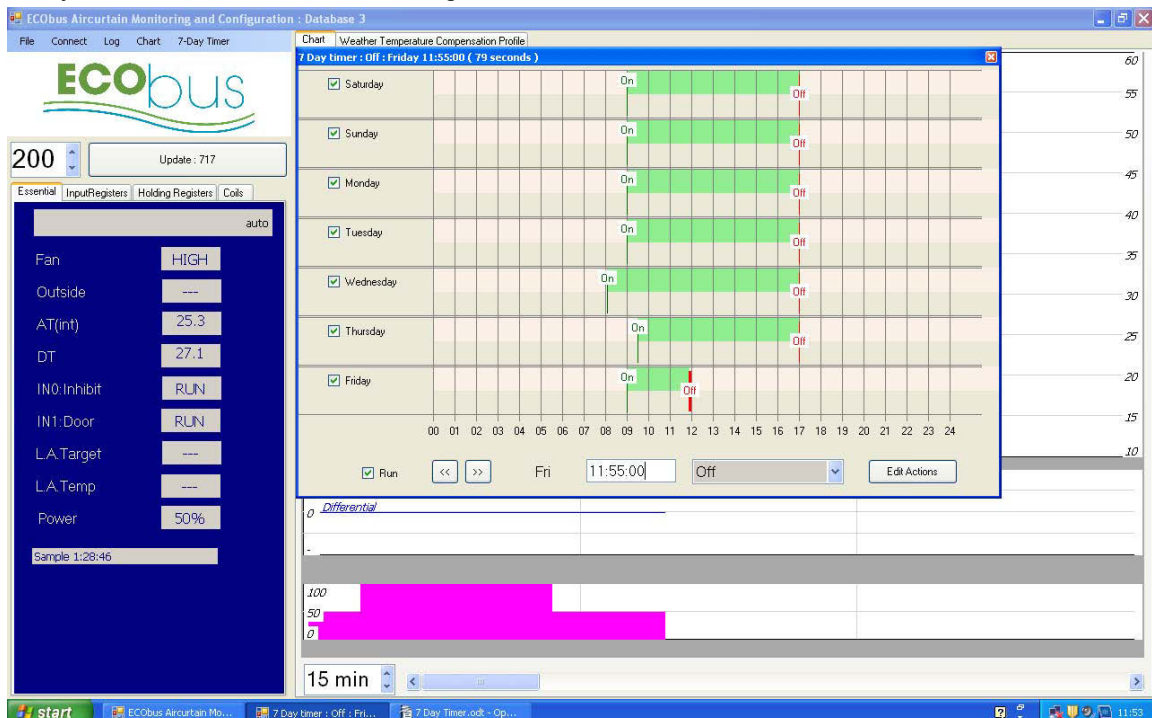 ECObus Aircurtain Monitoring and Configuration : Database 3
File Connect Log Chart 7-Day Timer
Chart Weather Temperature Compensation Profile
7 Day timer : Off : Friday 11:55:00 ( 79 seconds )
ECObus
200 Update : 717
Essential InputRegisters Holding Registers Coils
auto
Fan HIGH
Outside ---
AT(int) 25.3
DT 27.1
IN0:Inhibit RUN
IN1:Door RUN
L.A.Target ---
L.A.Temp ---
Power 50%
Sample 1:28:46
Saturday On Off
Sunday On Off
Monday On Off
Tuesday On Off
Wednesday On Off
Thursday On Off
Friday On Off
00 01 02 03 04 05 06 07 08 09 10 11 12 13 14 15 16 17 18 19 20 21 22 23 24
Run << >> Fri 11:55:00 Off Edit Actions
60
55
50
45
40
35
30
25
20
15
10
0 Differential
-
100
50
0
15 min
start ECObus Aircurtain Mo... 7 Day timer : Off : Fri... 7 Day Timer.odt - Op... 11:53